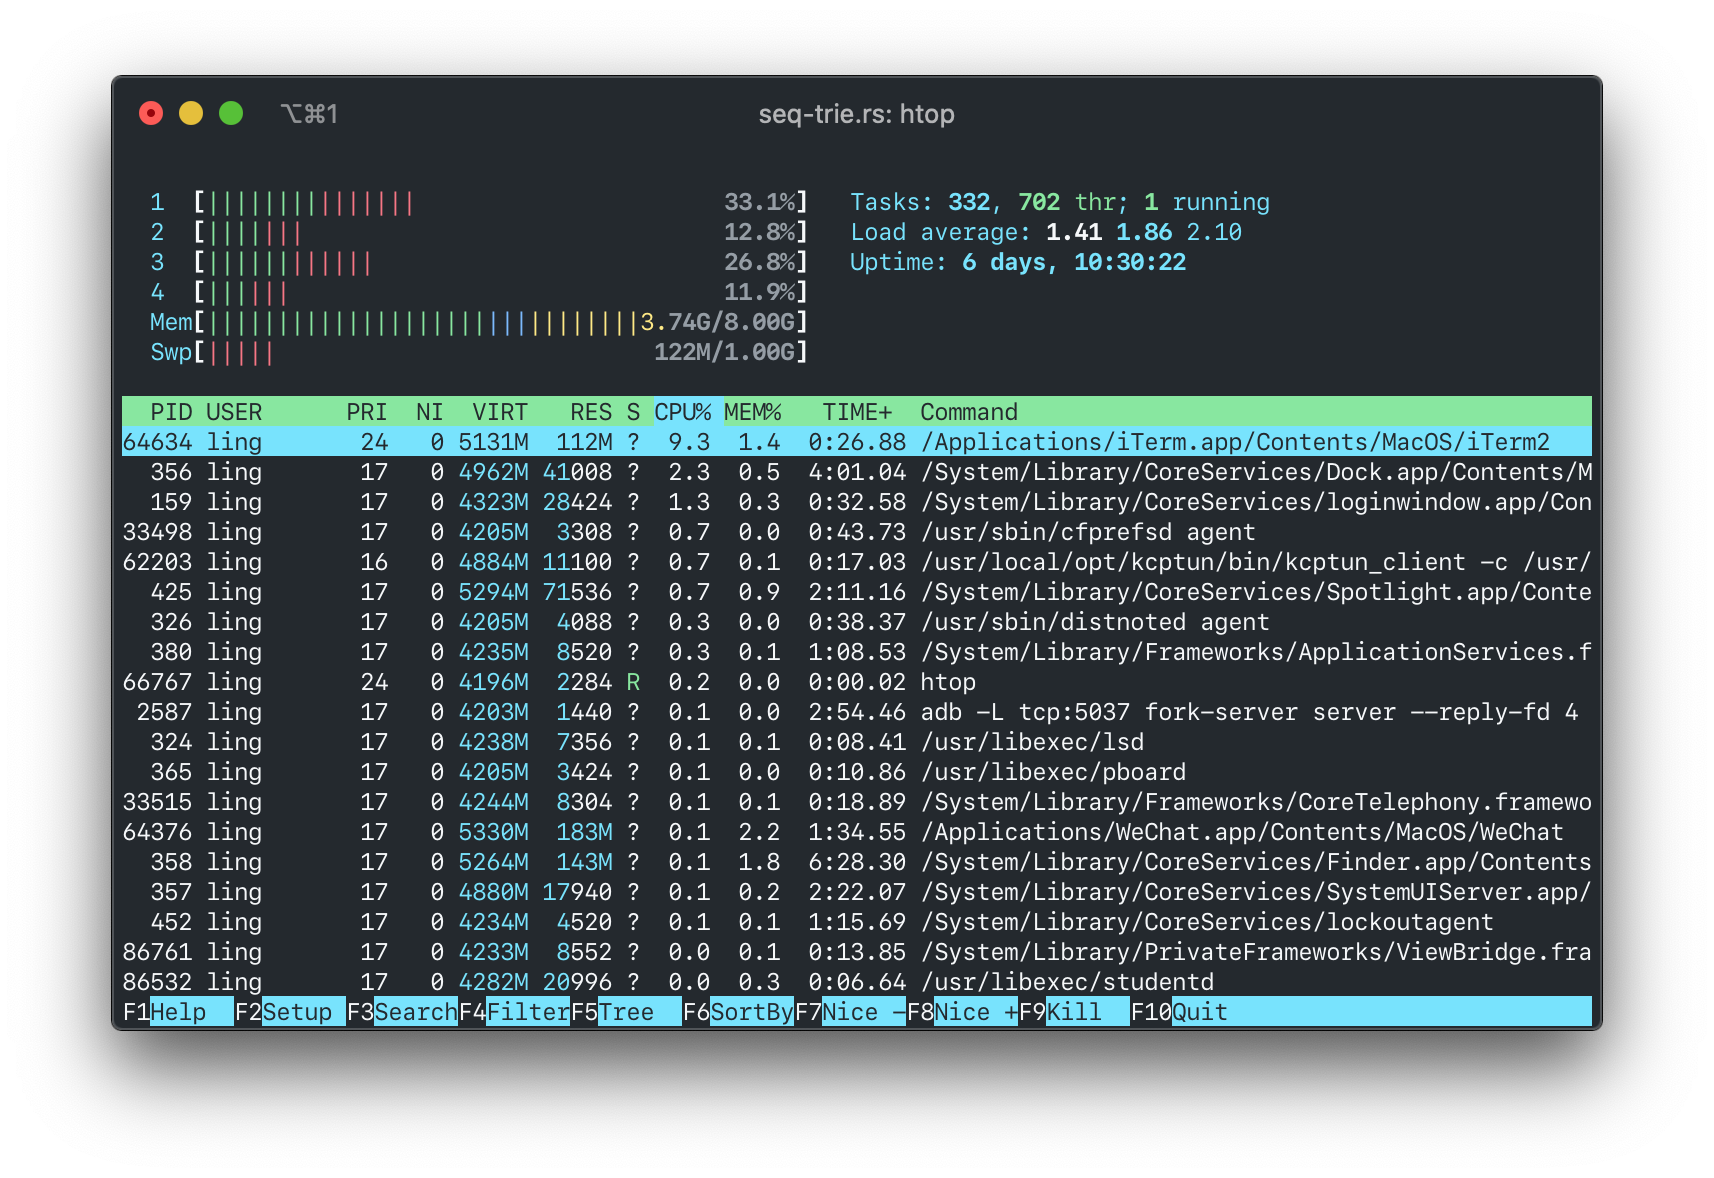 ⌥⌘1 seq-trie.rs: htop
1 [||||||||||||||| 33.1%] Tasks: 332, 702 thr; 1 running
2 [||||||| 12.8%] Load average: 1.41 1.86 2.10
3 [|||||||||||| 26.8%] Uptime: 6 days, 10:30:22
4 [|||||| 11.9%]
Mem[|||||||||||||||||||||||||||||||3.74G/8.00G]
Swp[||||| 122M/1.00G]
PID USER PRI NI VIRT RES S CPU% MEM% TIME+ Command
64634 ling 24 0 5131M 112M ? 9.3 1.4 0:26.88 /Applications/iTerm.app/Contents/MacOS/iTerm2
356 ling 17 0 4962M 41008 ? 2.3 0.5 4:01.04 /System/Library/CoreServices/Dock.app/Contents/M
159 ling 17 0 4323M 28424 ? 1.3 0.3 0:32.58 /System/Library/CoreServices/loginwindow.app/Con
33498 ling 17 0 4205M 3308 ? 0.7 0.0 0:43.73 /usr/sbin/cfprefsd agent
62203 ling 16 0 4884M 11100 ? 0.7 0.1 0:17.03 /usr/local/opt/kcptun/bin/kcptun_client -c /usr/
425 ling 17 0 5294M 71536 ? 0.7 0.9 2:11.16 /System/Library/CoreServices/Spotlight.app/Conte
326 ling 17 0 4205M 4088 ? 0.3 0.0 0:38.37 /usr/sbin/distnoted agent
380 ling 17 0 4235M 8520 ? 0.3 0.1 1:08.53 /System/Library/Frameworks/ApplicationServices.f
66767 ling 24 0 4196M 2284 R 0.2 0.0 0:00.02 htop
2587 ling 17 0 4203M 1440 ? 0.1 0.0 2:54.46 adb -L tcp:5037 fork-server server --reply-fd 4
324 ling 17 0 4238M 7356 ? 0.1 0.1 0:08.41 /usr/libexec/lsd
365 ling 17 0 4205M 3424 ? 0.1 0.0 0:10.86 /usr/libexec/pboard
33515 ling 17 0 4244M 8304 ? 0.1 0.1 0:18.89 /System/Library/Frameworks/CoreTelephony.framewo
64376 ling 17 0 5330M 183M ? 0.1 2.2 1:34.55 /Applications/WeChat.app/Contents/MacOS/WeChat
358 ling 17 0 5264M 143M ? 0.1 1.8 6:28.30 /System/Library/CoreServices/Finder.app/Contents
357 ling 17 0 4880M 17940 ? 0.1 0.2 2:22.07 /System/Library/CoreServices/SystemUIServer.app/
452 ling 17 0 4234M 4520 ? 0.1 0.1 1:15.69 /System/Library/CoreServices/lockoutagent
86761 ling 17 0 4233M 8552 ? 0.0 0.1 0:13.85 /System/Library/PrivateFrameworks/ViewBridge.fra
86532 ling 17 0 4282M 20996 ? 0.0 0.3 0:06.64 /usr/libexec/studentd
F1Help F2Setup F3SearchF4FilterF5Tree F6SortByF7Nice -F8Nice +F9Kill F10Quit